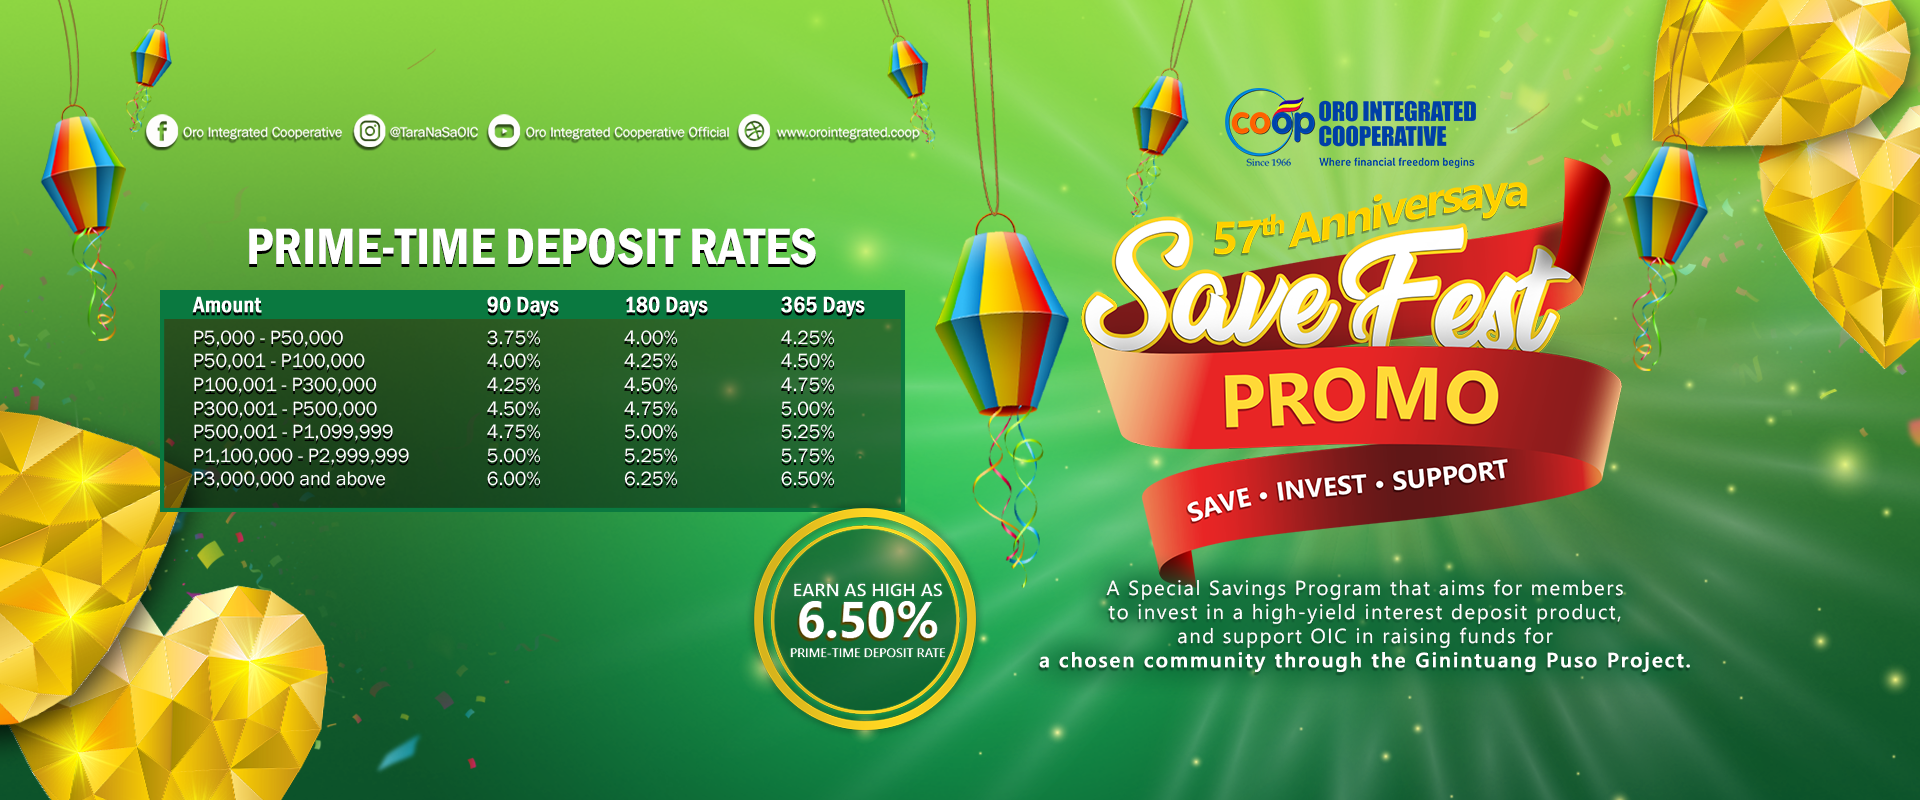 Oro Integrated Cooperative @TaraNaSaOIC Oro Integrated Cooperative Official www.orointegrated.coop
PRIME-TIME DEPOSIT RATES
Amount 90 Days 180 Days 365 Days
P5,000 - P50,000 3.75% 4.00% 4.25%
P50,001 - P100,000 4.00% 4.25% 4.50%
P100,001 - P300,000 4.25% 4.50% 4.75%
P300,001 - P500,000 4.50% 4.75% 5.00%
P500,001 - P1,099,999 4.75% 5.00% 5.25%
P1,100,000 - P2,999,999 5.00% 5.25% 5.75%
P3,000,000 and above 6.00% 6.25% 6.50%
EARN AS HIGH AS
6.50%
PRIME-TIME DEPOSIT RATE
coop
Since 1966
ORO INTEGRATED
COOPERATIVE
Where financial freedom begins
57th Anniversaya
Save Fest
PROMO
SAVE • INVEST • SUPPORT
A Special Savings Program that aims for members
to invest in a high-yield interest deposit product,
and support OIC in raising funds for
a chosen community through the Ginintuang Puso Project.